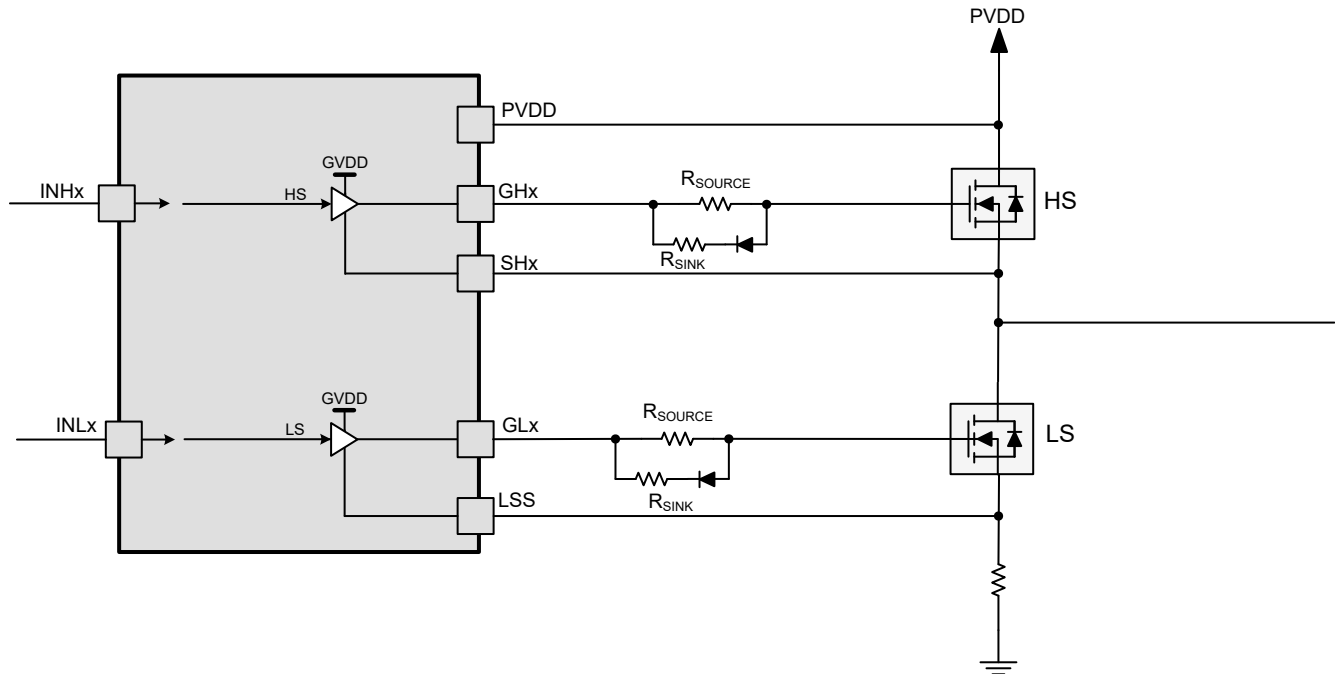 PVDD
PVDD
GVDD
INHx
HS
GHx
RSOURCE
HS
RSINK
SHx
GVDD
INLx
LS
GLx
RSOURCE
LS
RSINK
LSS